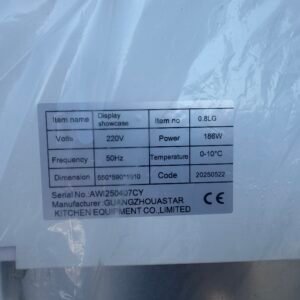 Item name Display showcase Item no 0.8LG
Volts 220V Power 186W
Frequency 50Hz Temperature 0-10°C
Dimension Code 20250522
Serial No.:AWI250407CY
Manufacturer:GUANGZHOUASTAR
KITCHEN EQUIPMENT CO.,LIMITED
CE